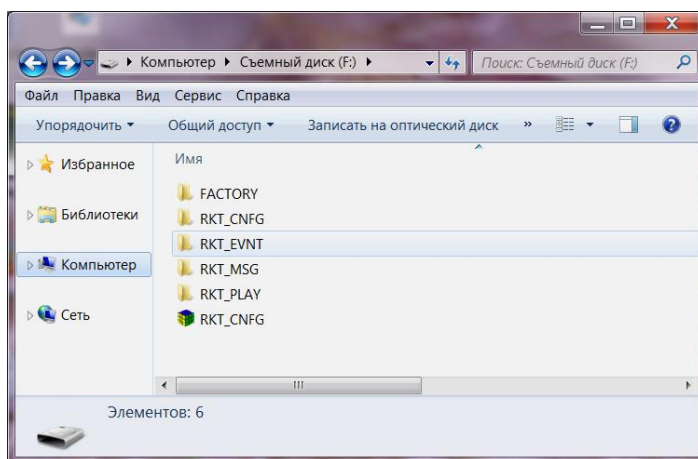 Компьютер Съемный диск (F:) Поиск: Съемный диск (F:)
Файл Правка Вид Сервис Справка
Упорядочить Общий доступ Записать на оптический диск »
Избранное
Библиотеки
Компьютер
Сеть
Имя
FACTORY
RKT_CNFG
RKT_EVNT
RKT_MSG
RKT_PLAY
RKT_CNFG
Элементов: 6